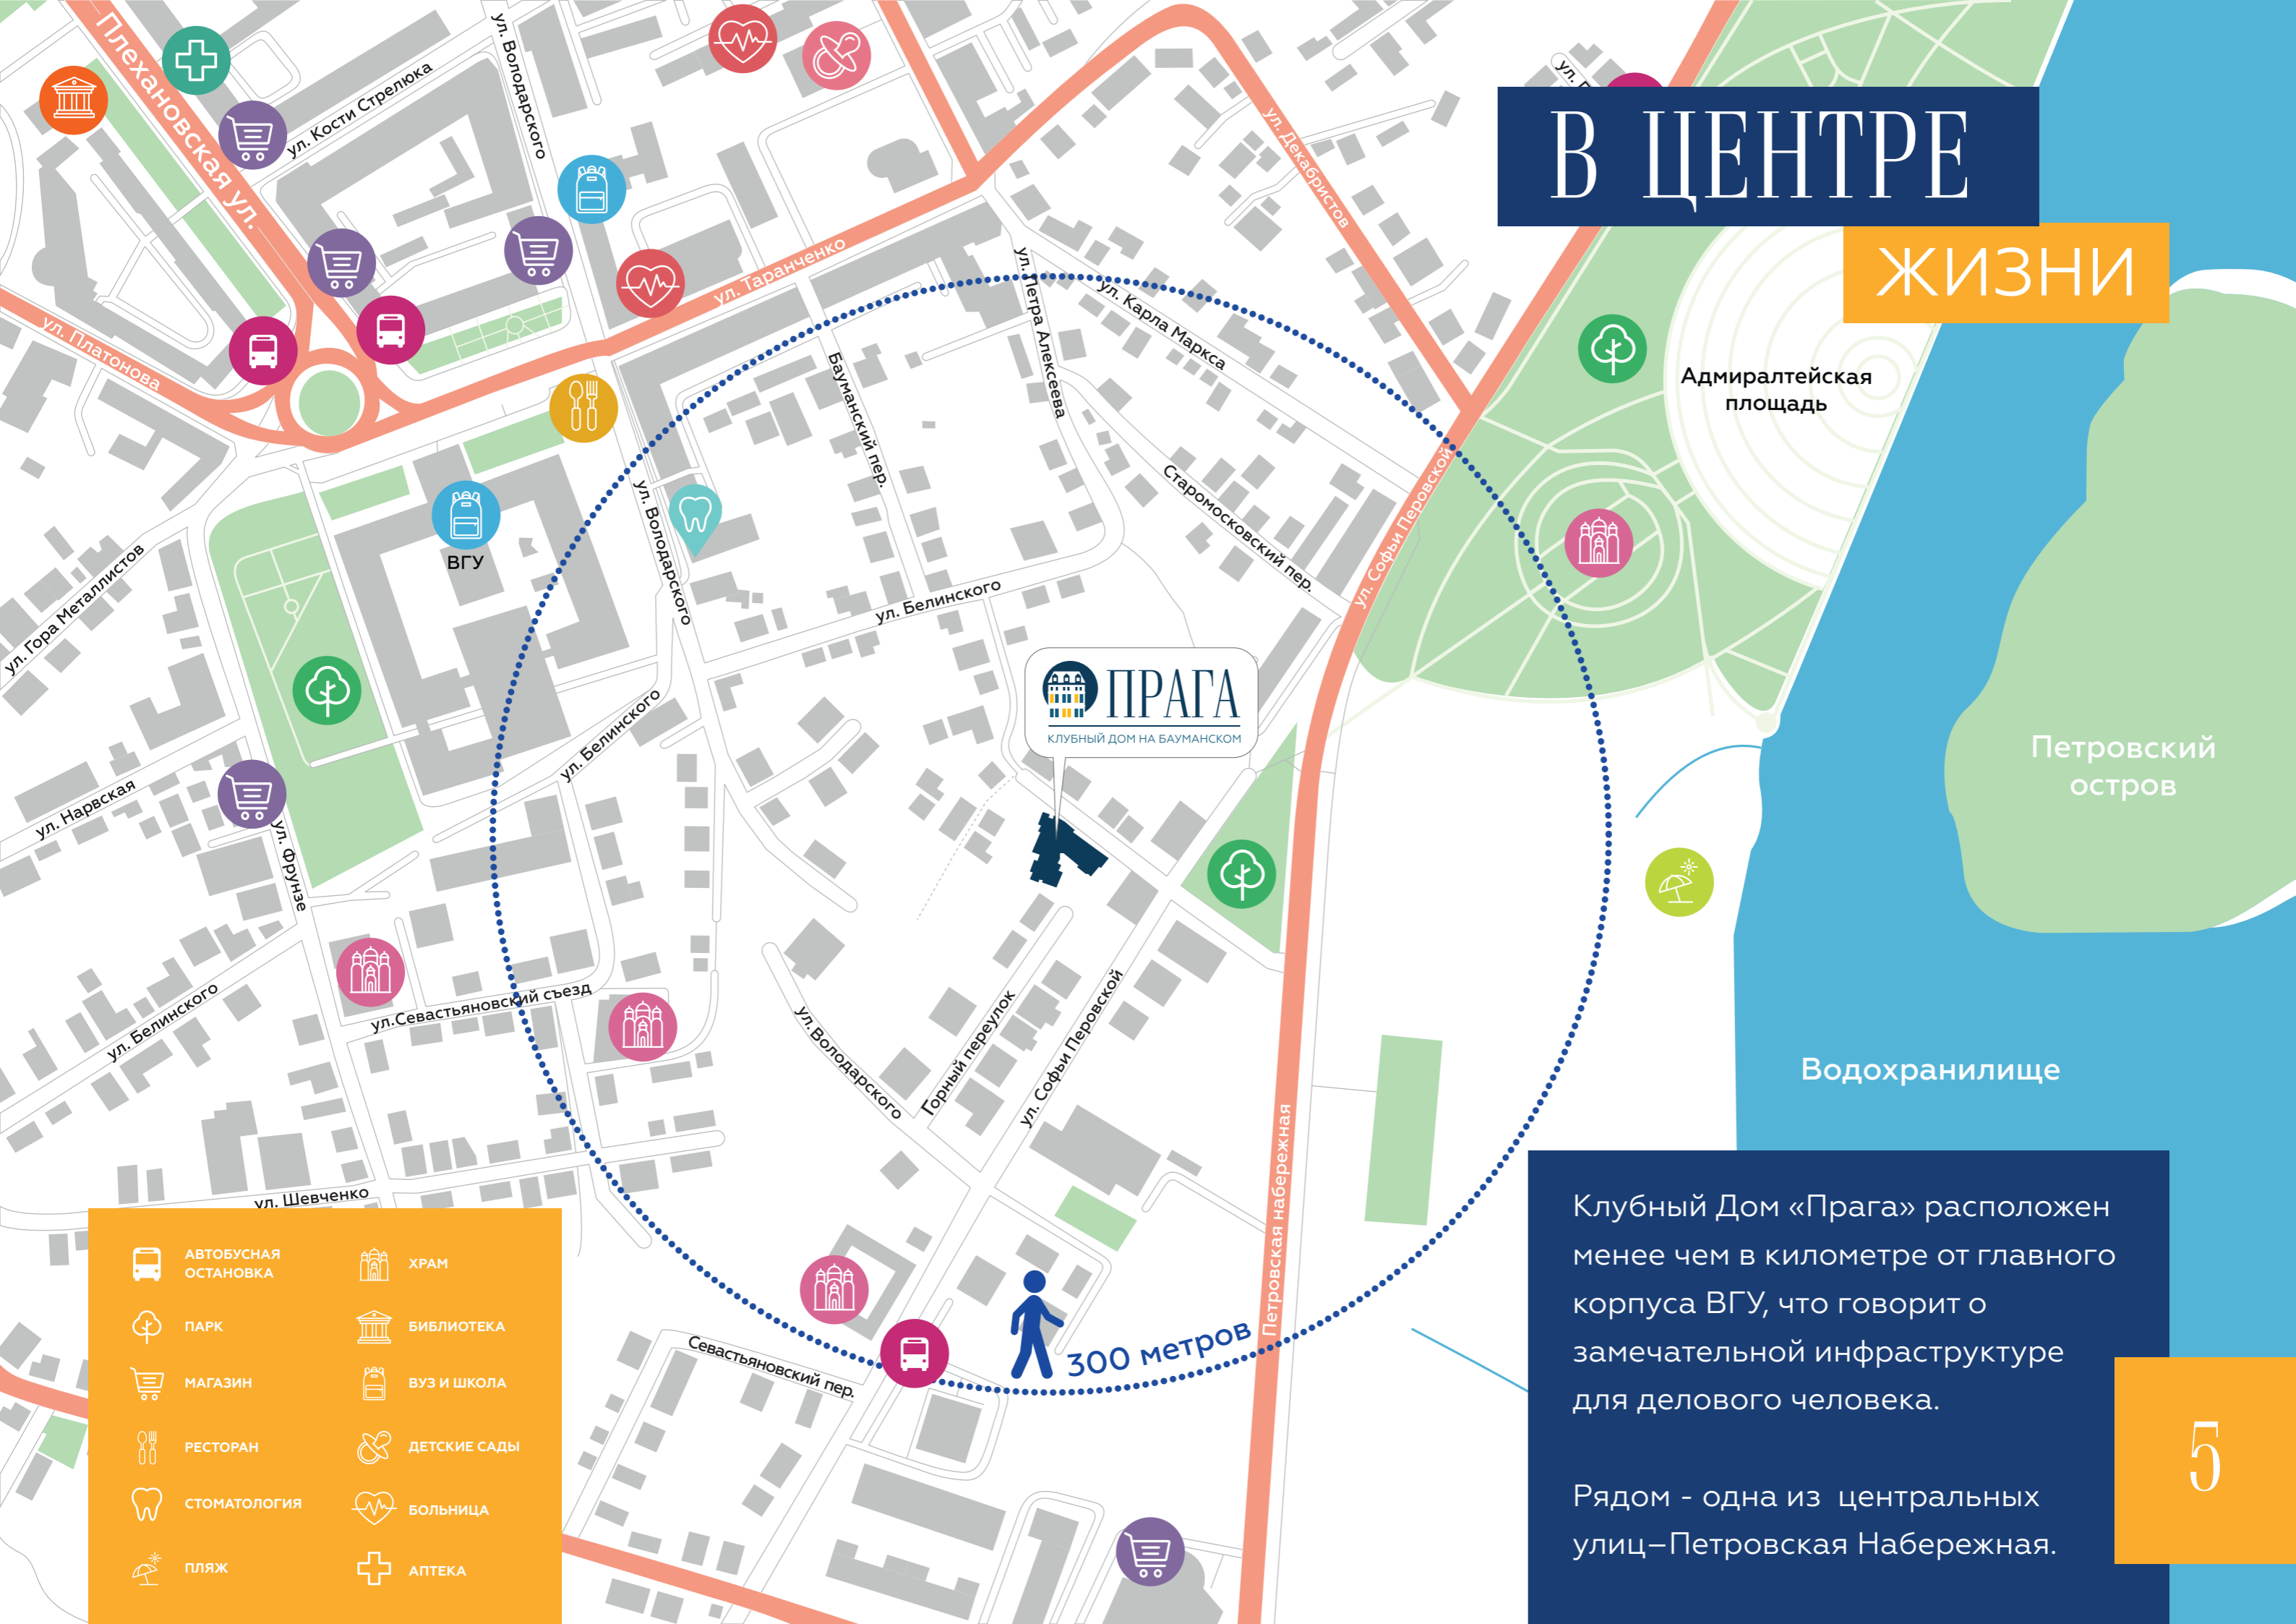 В ЦЕНТРЕ
ЖИЗНИ
Плехановская ул.
ул. Кости Стрелюка
ул. Володарского
ул. Декабристов
ул. Таранченко
ул. Платонова
ул. Петра Алексеева
ул. Карла Маркса
Бауманский пер.
Адмиралтейская
площадь
Старомосковский пер.
ул. Софьи Перовской
ул. Володарского
ВГУ
ул. Гора Металлистов
ул. Белинского
ПРАГА
КЛУБНЫЙ ДОМ НА БАУМАНСКОМ
ул. Белинского
Петровский
остров
ул. Нарвская
ул. Фрунзе
ул. Белинского
ул.Севастьяновский съезд
ул. Володарского
Горный переулок
ул. Софьи Перовской
Водохранилище
Петровская набережная
ул. Шевченко
Севастьяновский пер.
300 метров
АВТОБУСНАЯ
ОСТАНОВКА
ПАРК
МАГАЗИН
РЕСТОРАН
СТОМАТОЛОГИЯ
ПЛЯЖ
ХРАМ
БИБЛИОТЕКА
ВУЗ И ШКОЛА
ДЕТСКИЕ САДЫ
БОЛЬНИЦА
АПТЕКА
Клубный Дом «Прага» расположен
менее чем в километре от главного
корпуса ВГУ, что говорит о
замечательной инфраструктуре
для делового человека.
Рядом - одна из центральных
улиц–Петровская Набережная.
5